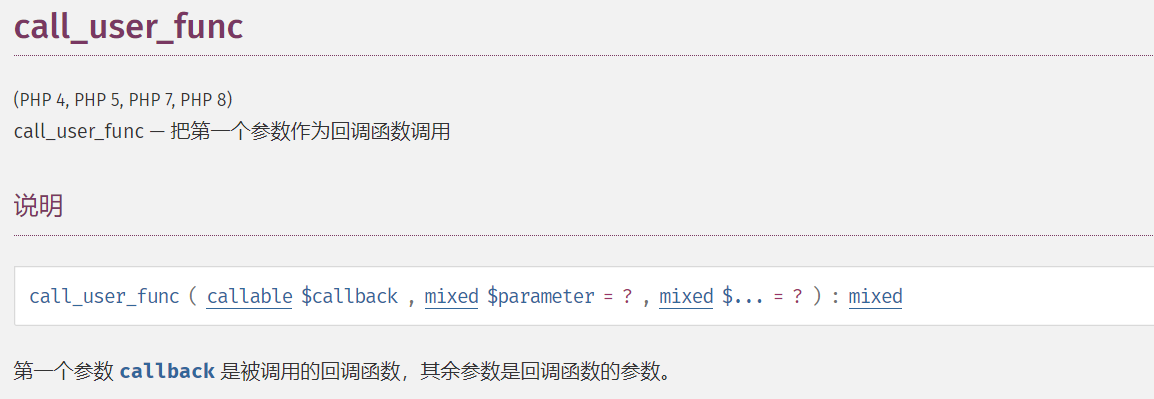 call_user_func
(PHP 4, PHP 5, PHP 7, PHP 8)
call_user_func — 把第一个参数作为回调函数调用
说明
call_user_func ( callable $callback , mixed $parameter = ? , mixed $... = ? ) : mixed
第一个参数 callback 是被调用的回调函数，其余参数是回调函数的参数。